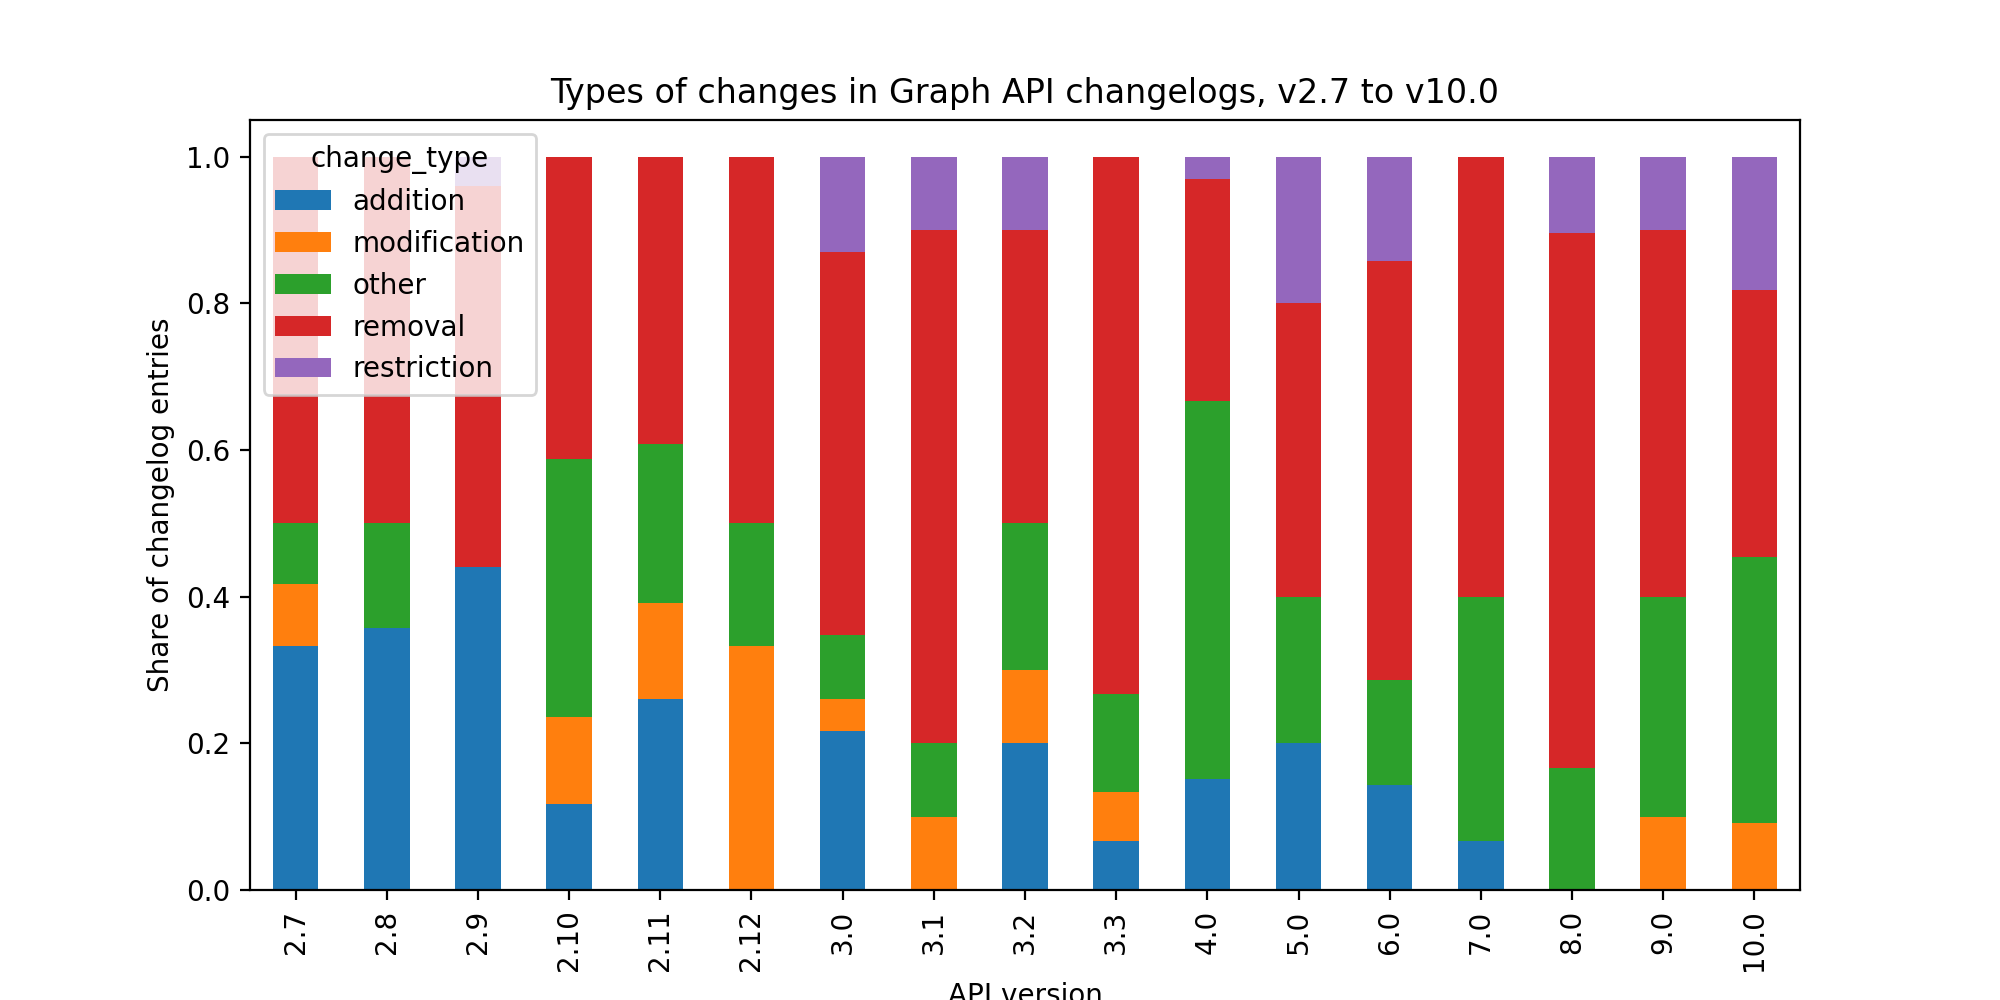 Types of changes in Graph API changelogs, v2.7 to v10.0
change_type
addition
modification
other
removal
restriction
Share of changelog entries
1.0
0.8
0.6
0.4
0.2
0.0
2.7
2.8
2.9
2.10
2.11
2.12
3.0
3.1
3.2
3.3
4.0
5.0
6.0
7.0
8.0
9.0
10.0
API version